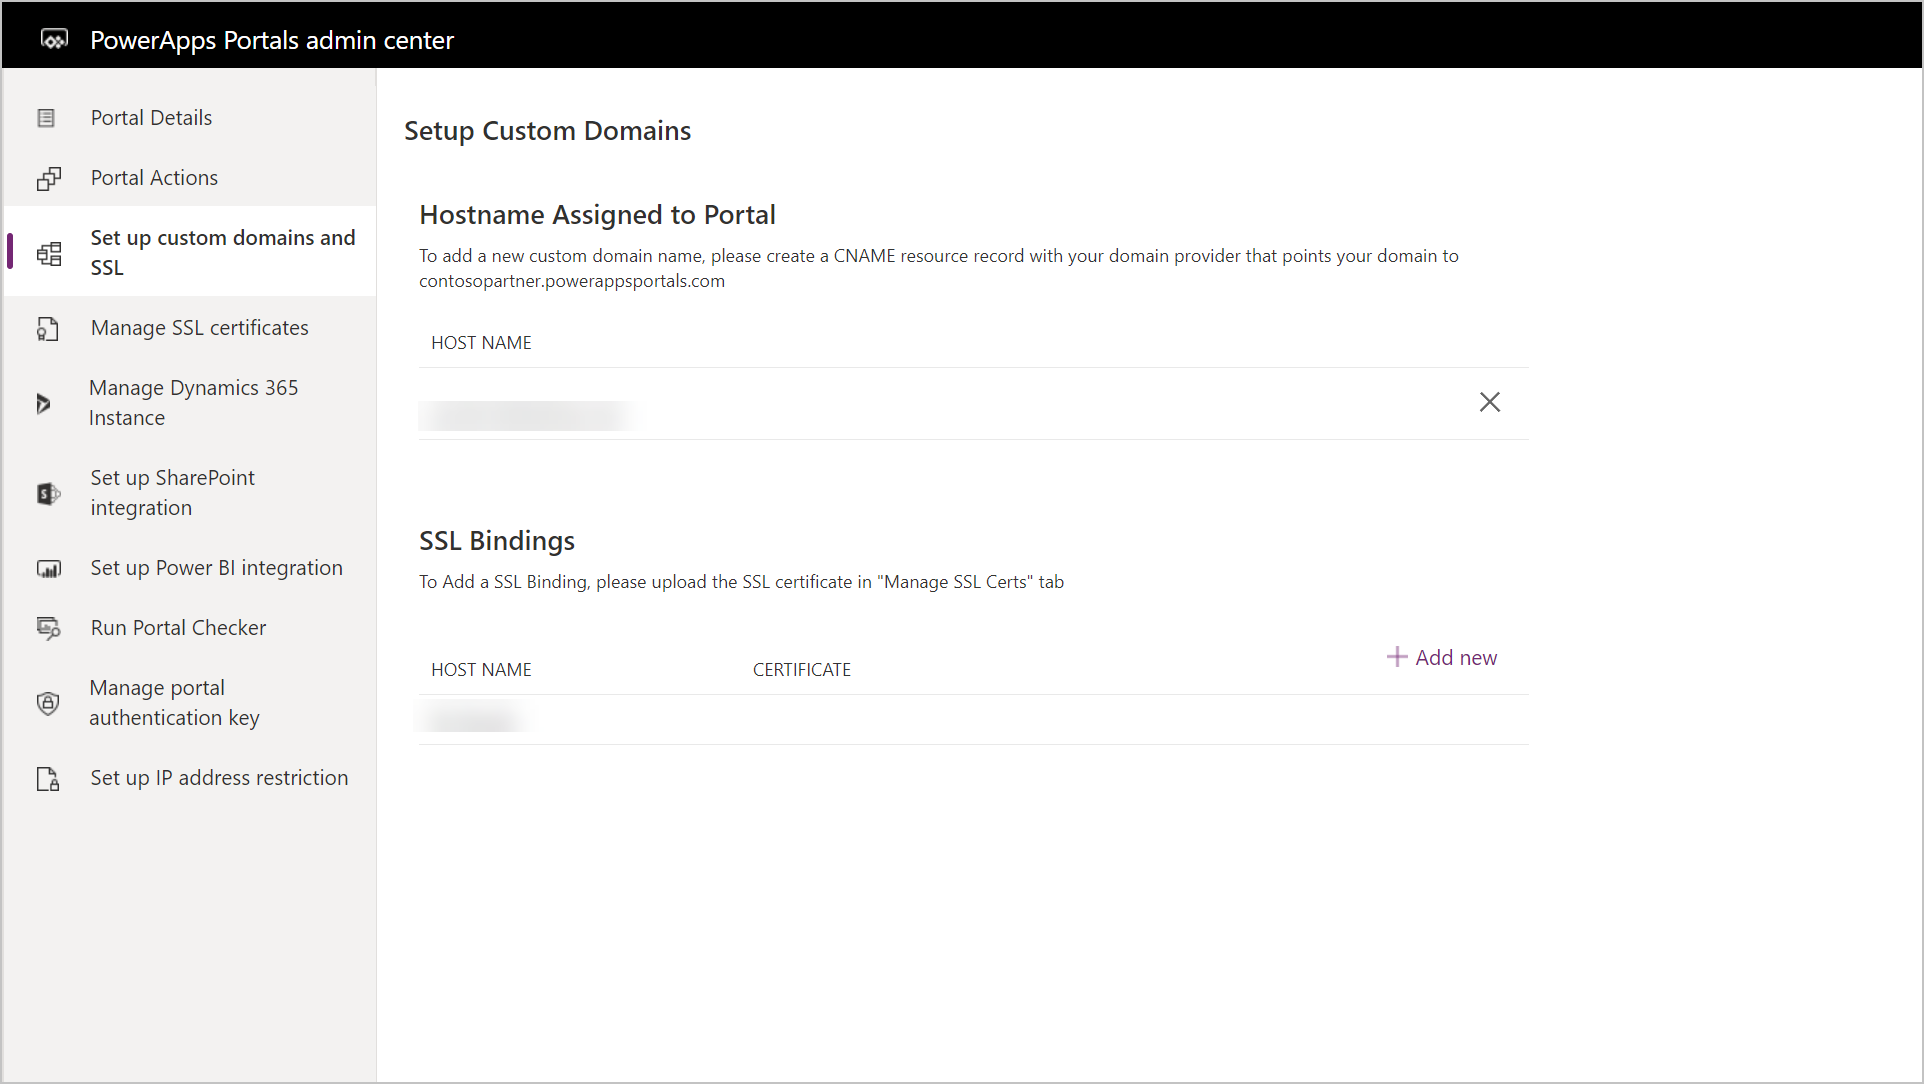 PowerApps Portals admin center
Portal Details
Portal Actions
Set up custom domains and
SSL
Manage SSL certificates
Manage Dynamics 365
Instance
Set up SharePoint
integration
Set up Power BI integration
Run Portal Checker
Manage portal
authentication key
Set up IP address restriction
Setup Custom Domains
Hostname Assigned to Portal
To add a new custom domain name, please create a CNAME resource record with your domain provider that points your domain to
contosopartner.powerappsportals.com
HOST NAME
SSL Bindings
To Add a SSL Binding, please upload the SSL certificate in "Manage SSL Certs" tab
Add new
HOST NAME CERTIFICATE